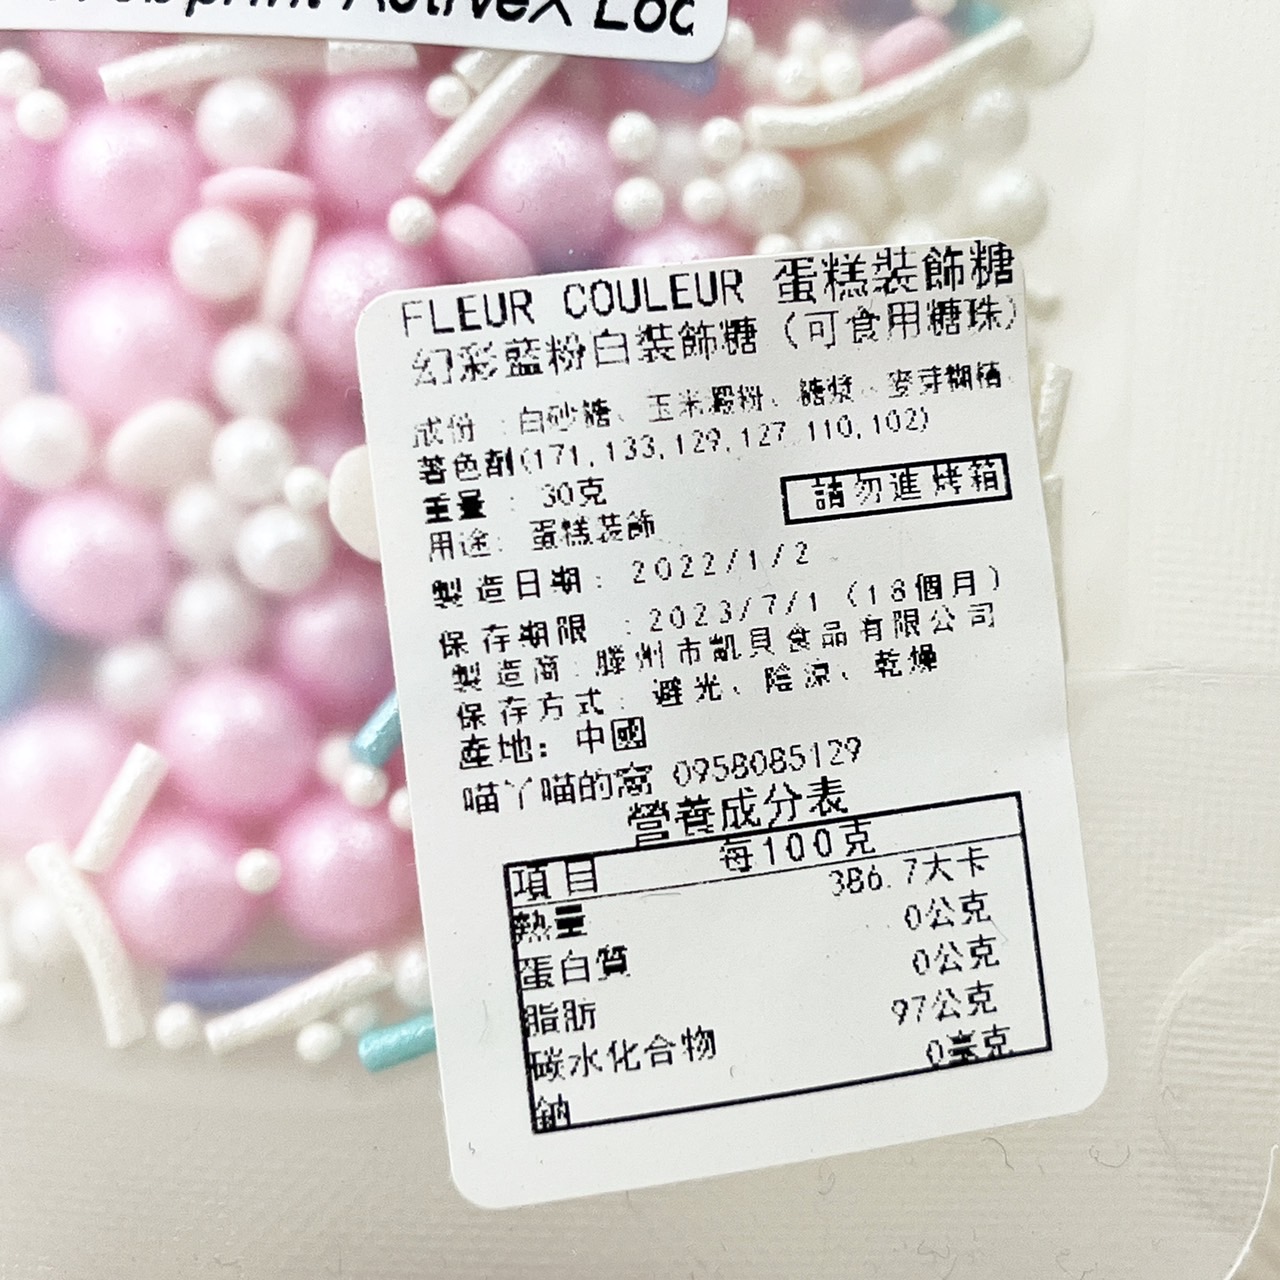 ActiveX Loc
FLEUR COULEUR 蛋糕裝飾糖
幻彩藍粉白裝飾糖（可食用糖珠）
成份：白砂糖、玉米澱粉、糖漿、麥芽糊精
著色劑(171,133,129,127,110,102)
重量：30克
請勿進烤箱
用途：蛋糕裝飾
製造日期：2022/1/2
保存期限：2023/7/1（18個月）
製造商：滕州市凱貝食品有限公司
保存方式：避光、陰涼、乾燥
產地：中國
喵丫喵的窩 0958085129
營養成分表
項目 每100克
熱量 386.7大卡
蛋白質 0公克
脂肪 0公克
碳水化合物 97公克
鈉 0毫克